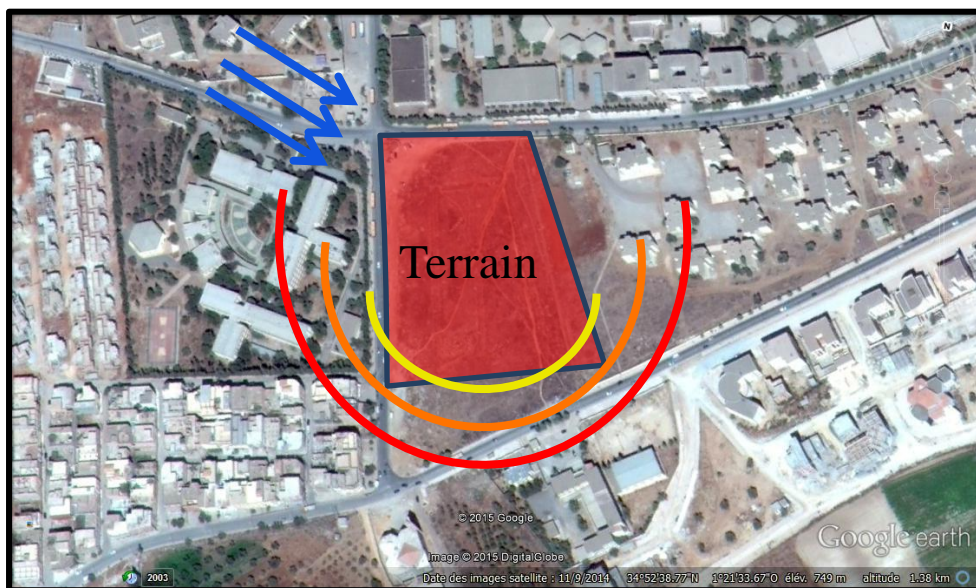 N
Terrain
© 2015 Google
Image © 2015 DigitalGlobe
Google earth
2003
Date des images satellite : 11/9/2014 34°52'38.77"N 1°21'33.67"O élév. 749 m altitude 1.38 km